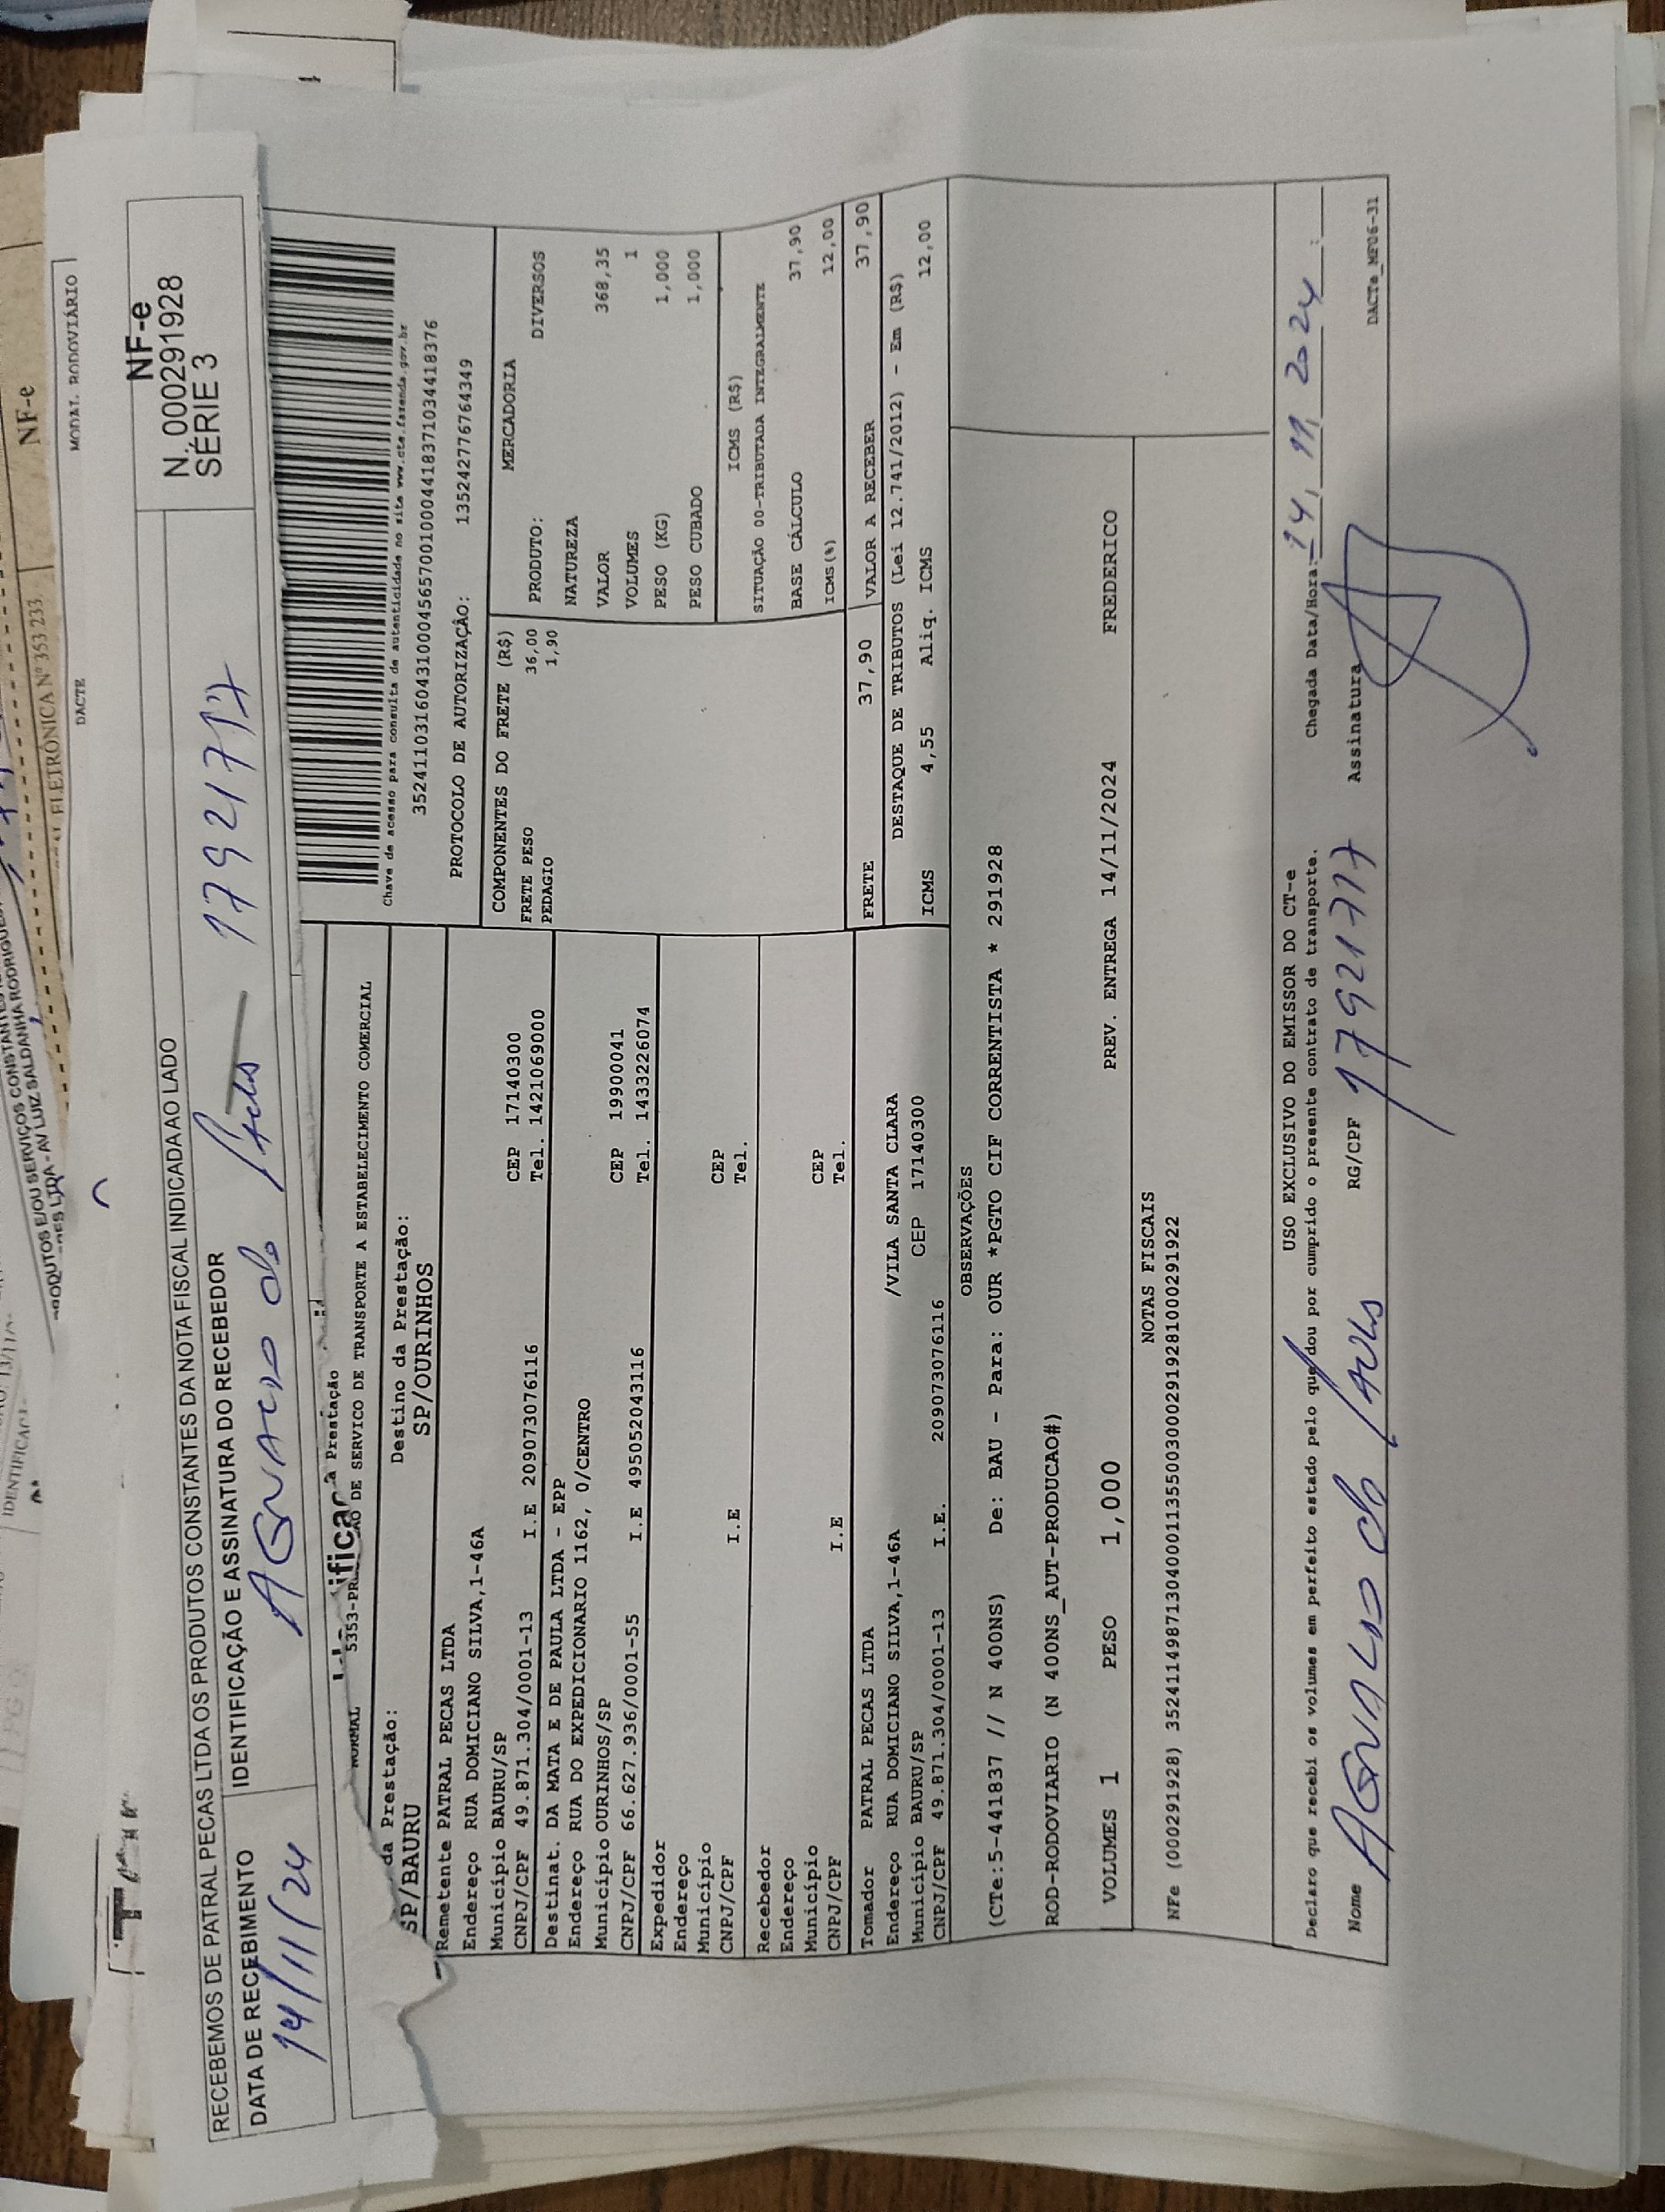 NF-e
ELETRÔNICA Nº 353 233
MODAL RODOVIÁRIO
DACTE
RECEBEMOS DE PATRAL PECAS LTDA OS PRODUTOS CONSTANTES DA NOTA FISCAL INDICADA AO LADO
NF-e
N. 000291928
SÉRIE 3
DATA DE RECEBIMENTO
IDENTIFICAÇÃO E ASSINATURA DO RECEBEDOR
14/11/24
17921717
Chave de acesso para consulta de autenticidade no site www.cte.fazenda.gov.br
35241103160431000456570010004418371034418376
PROTOCOLO DE AUTORIZAÇÃO: 135242776764349
NORMAL
Prestação
DE SERVICO DE TRANSPORTE A ESTABELECIMENTO COMERCIAL
da Prestação:
SP/BAURU
Destino da Prestação:
SP/OURINHOS
Remetente PATRAL PECAS LTDA
Endereço RUA DOMICIANO SILVA,1-46A
Município BAURU/SP CEP 17140300
CNPJ/CPF 49.871.304/0001-13 I.E 209073076116 Tel. 1421069000
Destinat. DA MATA E DE PAULA LTDA - EPP
Endereço RUA DO EXPEDICIONARIO 1162, 0/CENTRO
Município OURINHOS/SP CEP 19900041
CNPJ/CPF 66.627.936/0001-55 I.E 495052043116 Tel. 1433226074
Expedidor
Endereço
Município CEP
CNPJ/CPF I.E Tel.
Recebedor
Endereço
Município CEP
CNPJ/CPF I.E Tel.
Tomador PATRAL PECAS LTDA
Endereço RUA DOMICIANO SILVA,1-46A /VILA SANTA CLARA
Município BAURU/SP CEP 17140300
CNPJ/CPF 49.871.304/0001-13 I.E. 209073076116
COMPONENTES DO FRETE (R$)
FRETE PESO 36,00
PEDAGIO 1,90
MERCADORIA
PRODUTO: DIVERSOS
NATUREZA
VALOR 368,35
VOLUMES 1
PESO (KG) 1,000
PESO CUBADO 1,000
ICMS (R$)
SITUAÇÃO 00-TRIBUTADA INTEGRALMENTE
BASE CÁLCULO 37,90
ICMS(%) 12,00
FRETE 37,90 VALOR A RECEBER 37,90
DESTAQUE DE TRIBUTOS (Lei 12.741/2012) - Em (R$)
ICMS 4,55 Aliq. ICMS 12,00
OBSERVAÇÕES
(CTe:5-441837 // N 400NS) De: BAU - Para: OUR *PGTO CIF CORRENTISTA * 291928
ROD-RODOVIARIO (N 400NS_AUT-PRODUCAO#)
VOLUMES 1 PESO 1,000 PREV. ENTREGA 14/11/2024 FREDERICO
NOTAS FISCAIS
NFe (000291928) 35241149871304000113550030002919281000291922
USO EXCLUSIVO DO EMISSOR DO CT-e
Declaro que recebi os volumes em perfeito estado pelo que dou por cumprido o presente contrato de transporte.
Chegada Data/Hora: 14, 11, 2024 :
Nome
RG/CPF 17921717 Assinatura
DACTe_MF06-31